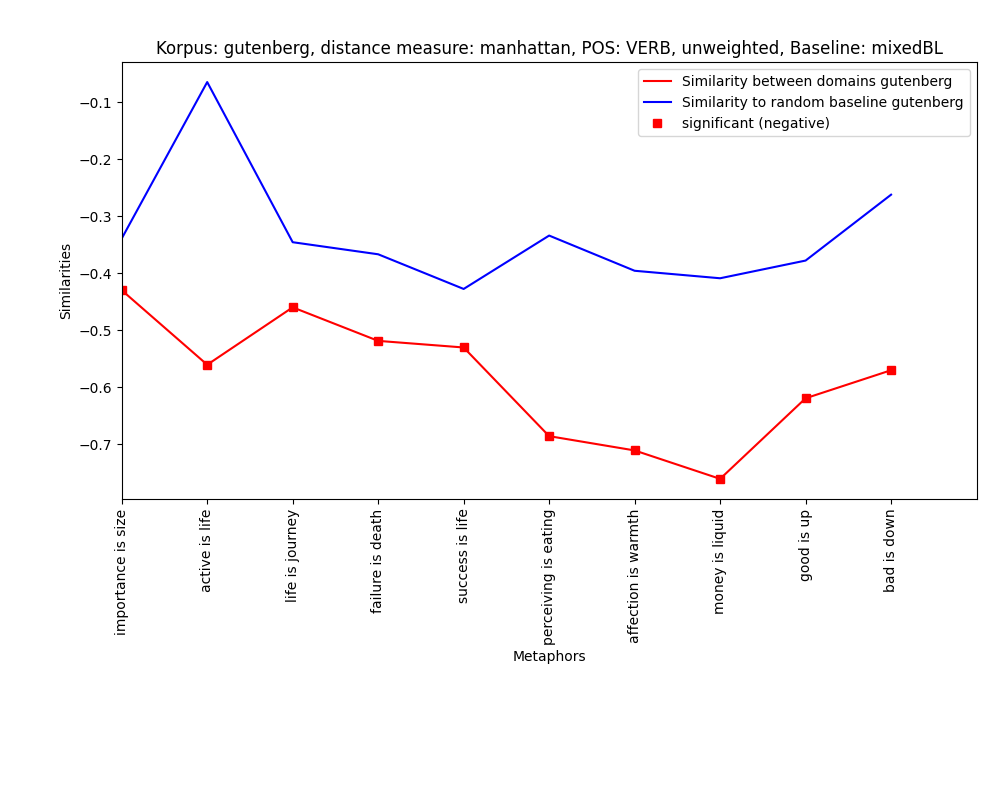 Korpus: gutenberg, distance measure: manhattan, POS: VERB, unweighted, Baseline: mixedBL
Similarity between domains gutenberg
Similarity to random baseline gutenberg
significant (negative)
−0.1
−0.2
−0.3
−0.4
−0.5
−0.6
−0.7
Similarities
importance is size
active is life
life is journey
failure is death
success is life
perceiving is eating
affection is warmth
money is liquid
good is up
bad is down
Metaphors